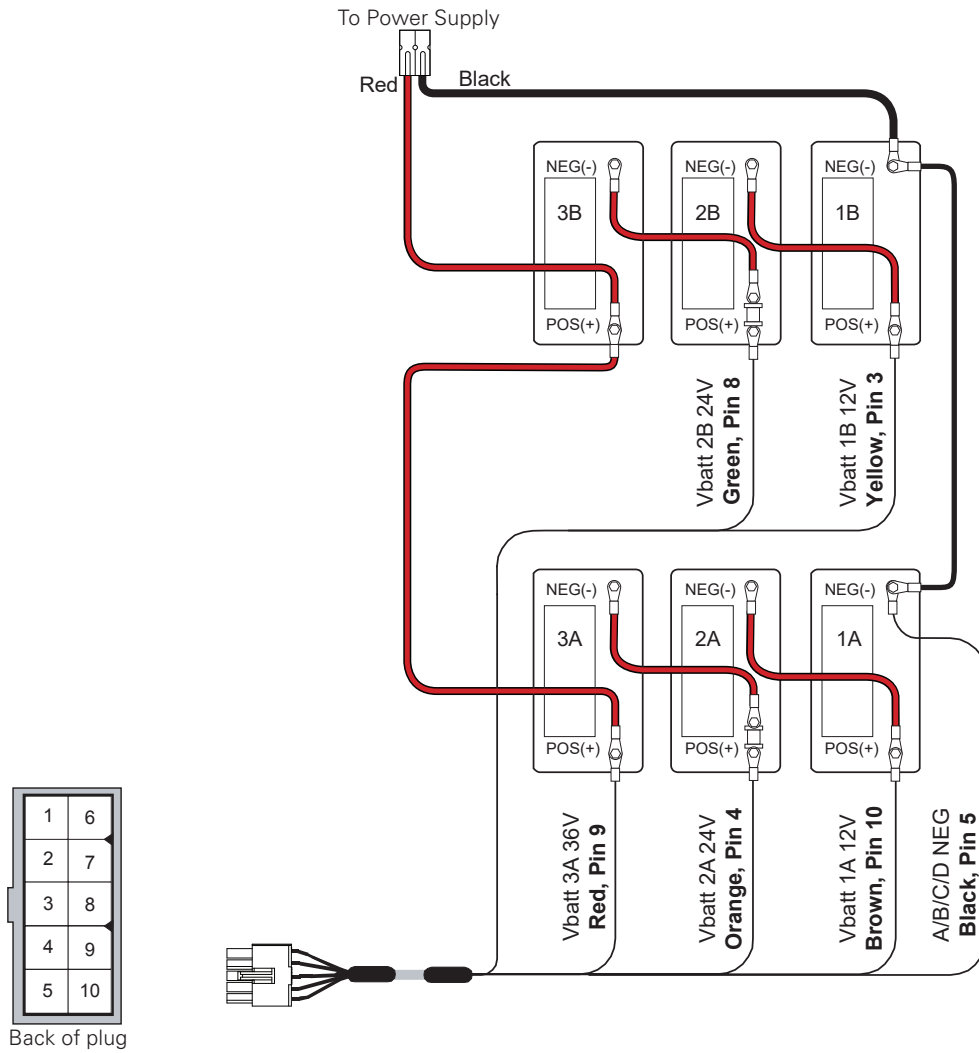 To Power Supply
Red
Black
NEG(-)
NEG(-)
NEG(-)
3B
2B
1B
POS(+)
POS(+)
POS(+)
Vbatt 2B 24V
Green, Pin 8
Vbatt 1B 12V
Yellow, Pin 3
NEG(-)
NEG(-)
NEG(-)
3A
2A
1A
POS(+)
POS(+)
POS(+)
Vbatt 3A 36V
Red, Pin 9
Vbatt 2A 24V
Orange, Pin 4
Vbatt 1A 12V
Brown, Pin 10
A/B/C/D NEG
Black, Pin 5
1 6
2 7
3 8
4 9
5 10
Back of plug